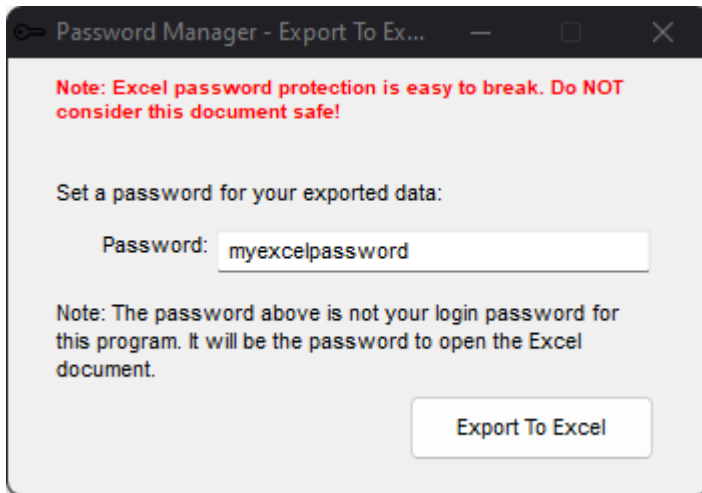 Password Manager - Export To Ex...
Note: Excel password protection is easy to break. Do NOT
consider this document safe!
Set a password for your exported data:
Password: myexcelpassword
Note: The password above is not your login password for
this program. It will be the password to open the Excel
document.
Export To Excel